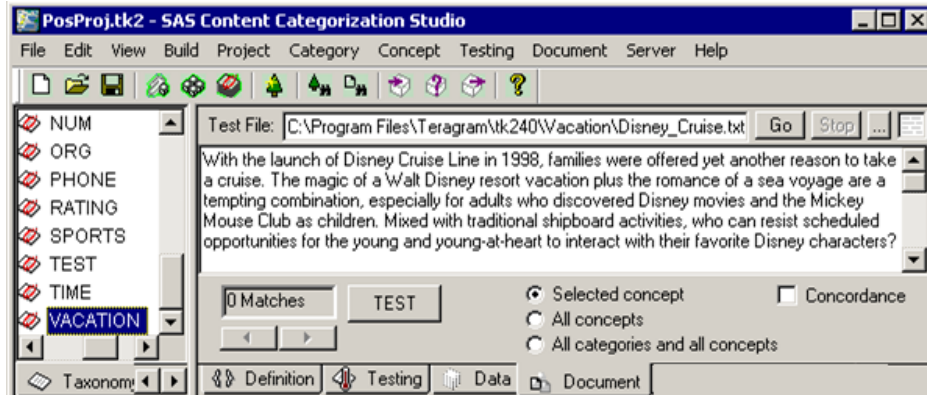 PosProj.tk2 - SAS Content Categorization Studio
File Edit View Build Project Category Concept Testing Document Server Help
NUM
ORG
PHONE
RATING
SPORTS
TEST
TIME
VACATION
Taxonomy
Test File: C:\Program Files\Teragram\tk240\Vacation\Disney_Cruise.txt Go Stop ...
With the launch of Disney Cruise Line in 1998, families were offered yet another reason to take
a cruise. The magic of a Walt Disney resort vacation plus the romance of a sea voyage are a
tempting combination, especially for adults who discovered Disney movies and the Mickey
Mouse Club as children. Mixed with traditional shipboard activities, who can resist scheduled
opportunities for the young and young-at-heart to interact with their favorite Disney characters?
0 Matches TEST
Selected concept Concordance
All concepts
All categories and all concepts
Definition Testing Data Document